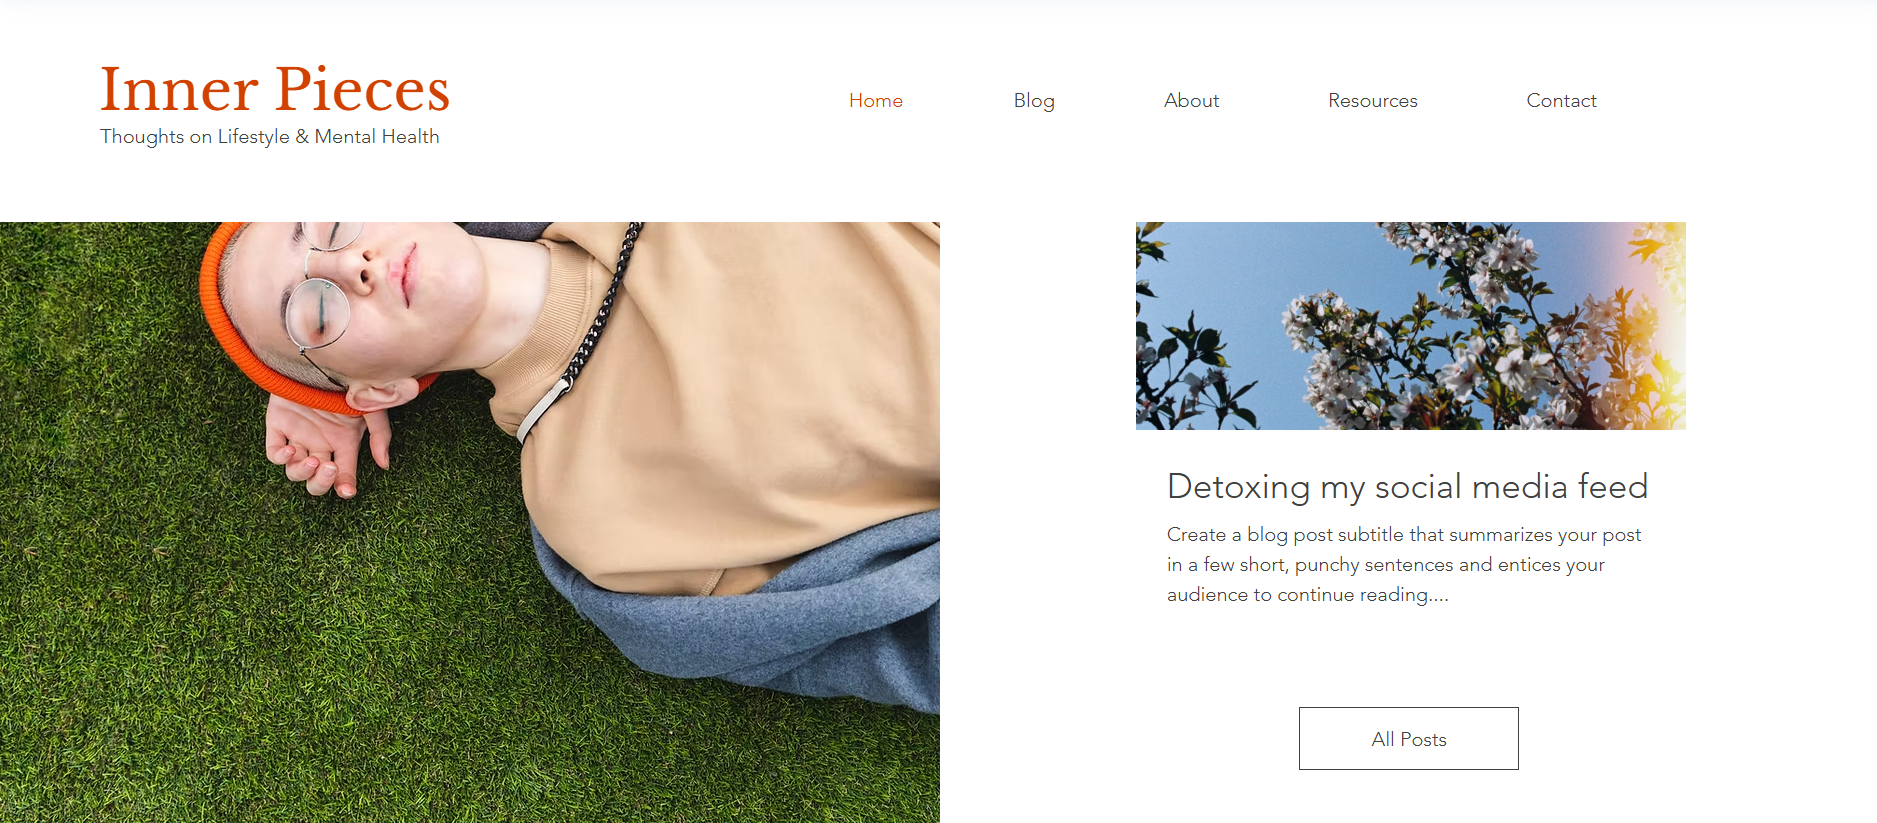 Inner Pieces
Thoughts on Lifestyle & Mental Health
Home Blog About Resources Contact
Detoxing my social media feed
Create a blog post subtitle that summarizes your post
in a few short, punchy sentences and entices your
audience to continue reading....
All Posts